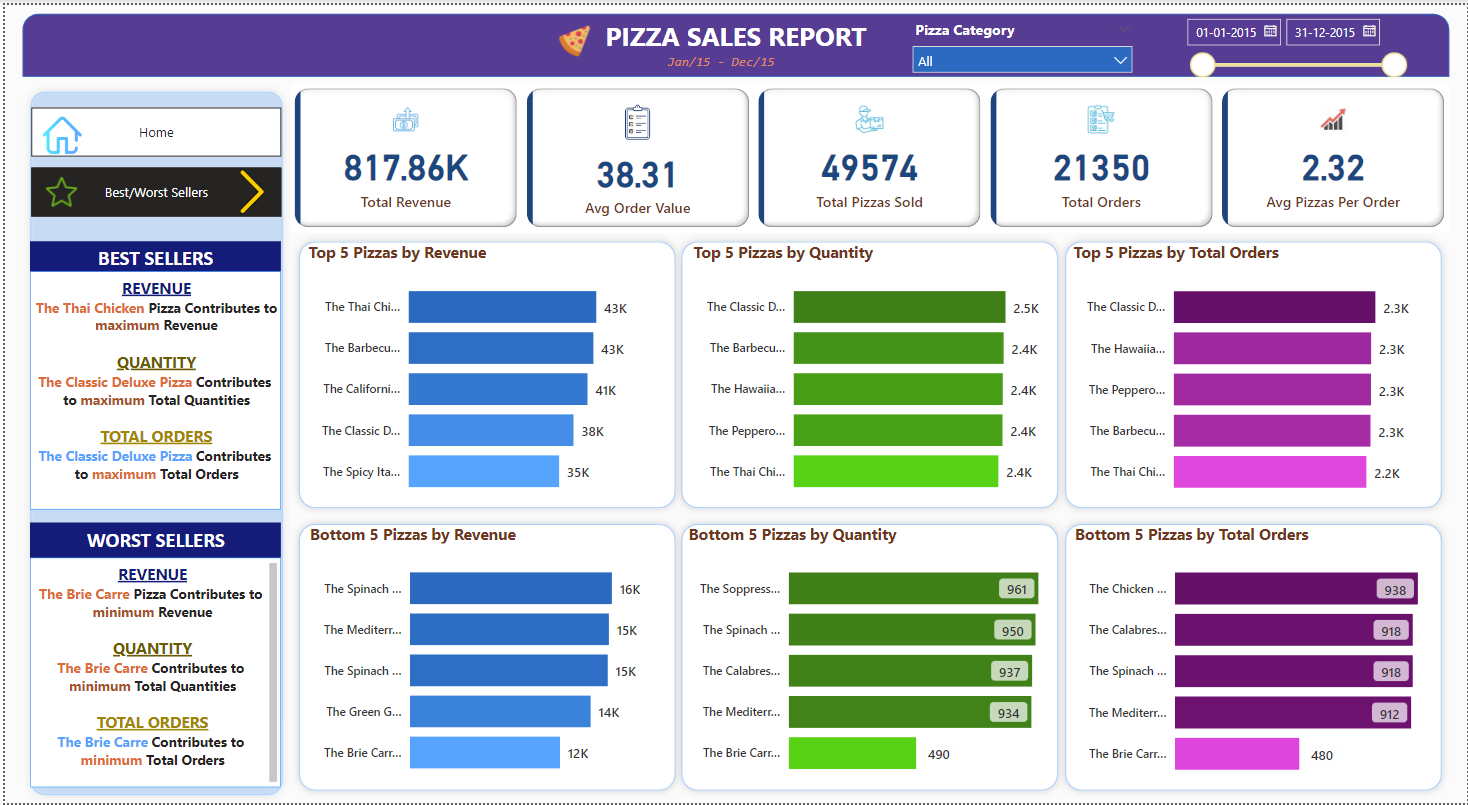 PIZZA SALES REPORT
Jan/15 - Dec/15
Pizza Category
All
01-01-2015
31-12-2015
Home
Best/Worst Sellers
817.86K
Total Revenue
38.31
Avg Order Value
49574
Total Pizzas Sold
21350
Total Orders
2.32
Avg Pizzas Per Order
BEST SELLERS
REVENUE
The Thai Chicken Pizza Contributes to
maximum Revenue
QUANTITY
The Classic Deluxe Pizza Contributes
to maximum Total Quantities
TOTAL ORDERS
The Classic Deluxe Pizza Contributes
to maximum Total Orders
WORST SELLERS
REVENUE
The Brie Carre Pizza Contributes to
minimum Revenue
QUANTITY
The Brie Carre Contributes to
minimum Total Quantities
TOTAL ORDERS
The Brie Carre Contributes to
minimum Total Orders
Top 5 Pizzas by Revenue
The Thai Chi... 43K
The Barbecu... 43K
The Californi... 41K
The Classic D... 38K
The Spicy Ita... 35K
Top 5 Pizzas by Quantity
The Classic D... 2.5K
The Barbecu... 2.4K
The Hawaiia... 2.4K
The Peppero... 2.4K
The Thai Chi... 2.4K
Top 5 Pizzas by Total Orders
The Classic D... 2.3K
The Hawaiia... 2.3K
The Peppero... 2.3K
The Barbecu... 2.3K
The Thai Chi... 2.2K
Bottom 5 Pizzas by Revenue
The Spinach ... 16K
The Mediterr... 15K
The Spinach ... 15K
The Green G... 14K
The Brie Carr... 12K
Bottom 5 Pizzas by Quantity
The Soppress... 961
The Spinach ... 950
The Calabres... 937
The Mediterr... 934
The Brie Carr... 490
Bottom 5 Pizzas by Total Orders
The Chicken ... 938
The Calabres... 918
The Spinach ... 918
The Mediterr... 912
The Brie Carr... 480